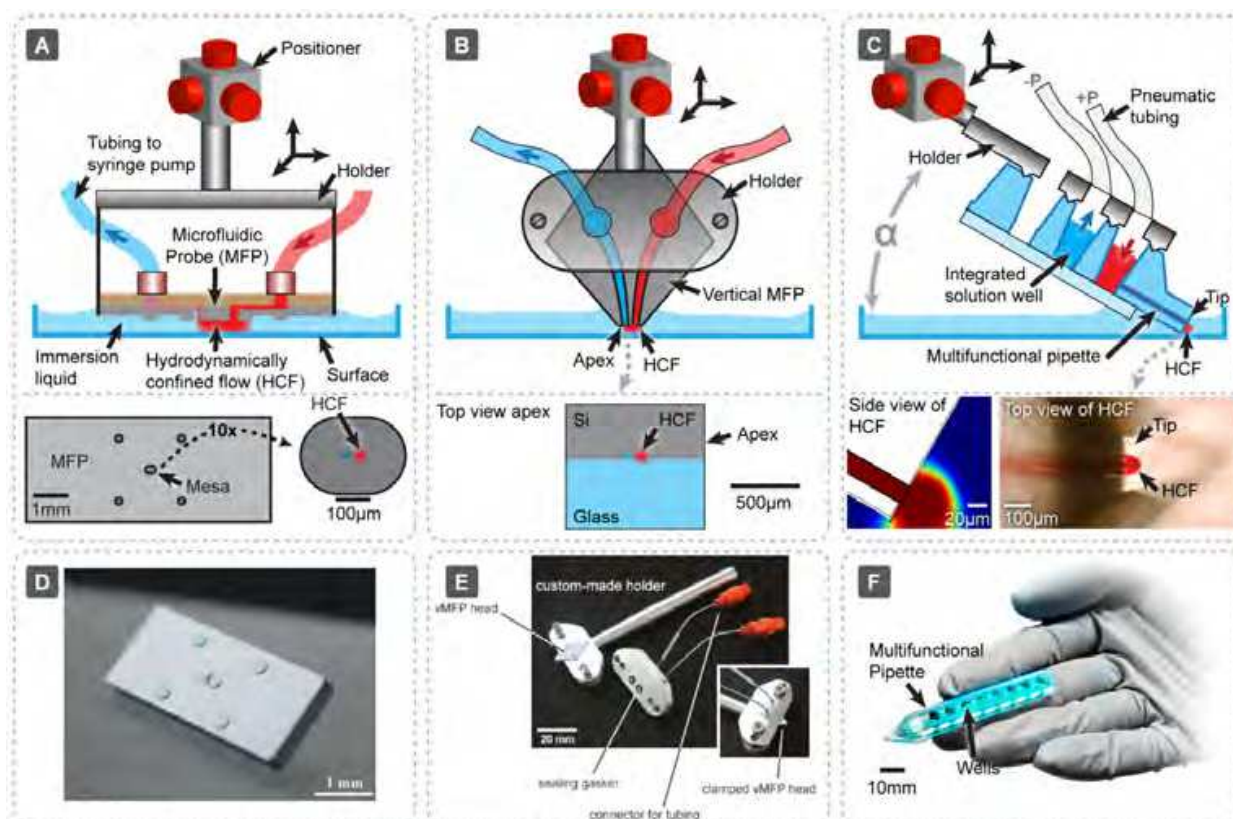 A
Positioner
Tubing to
syringe pump
Holder
Microfluidic
Probe (MFP)
Immersion
liquid
Hydrodynamically
confined flow (HCF)
Surface
HCF
10x
MFP
Mesa
1mm
100µm
B
Holder
Vertical MFP
Apex
HCF
Top view apex
Si
HCF
Apex
Glass
500µm
C
-P
+P
Pneumatic
tubing
Holder
α
Integrated
solution well
Tip
Multifunctional pipette
HCF
Side view of
HCF
20µm
Top view of HCF
Tip
HCF
100µm
D
1 mm
E
custom-made holder
vMFP head
20 mm
sealing gasket
clamped vMFP head
connector for tubing
F
Multifunctional
Pipette
Wells
10mm